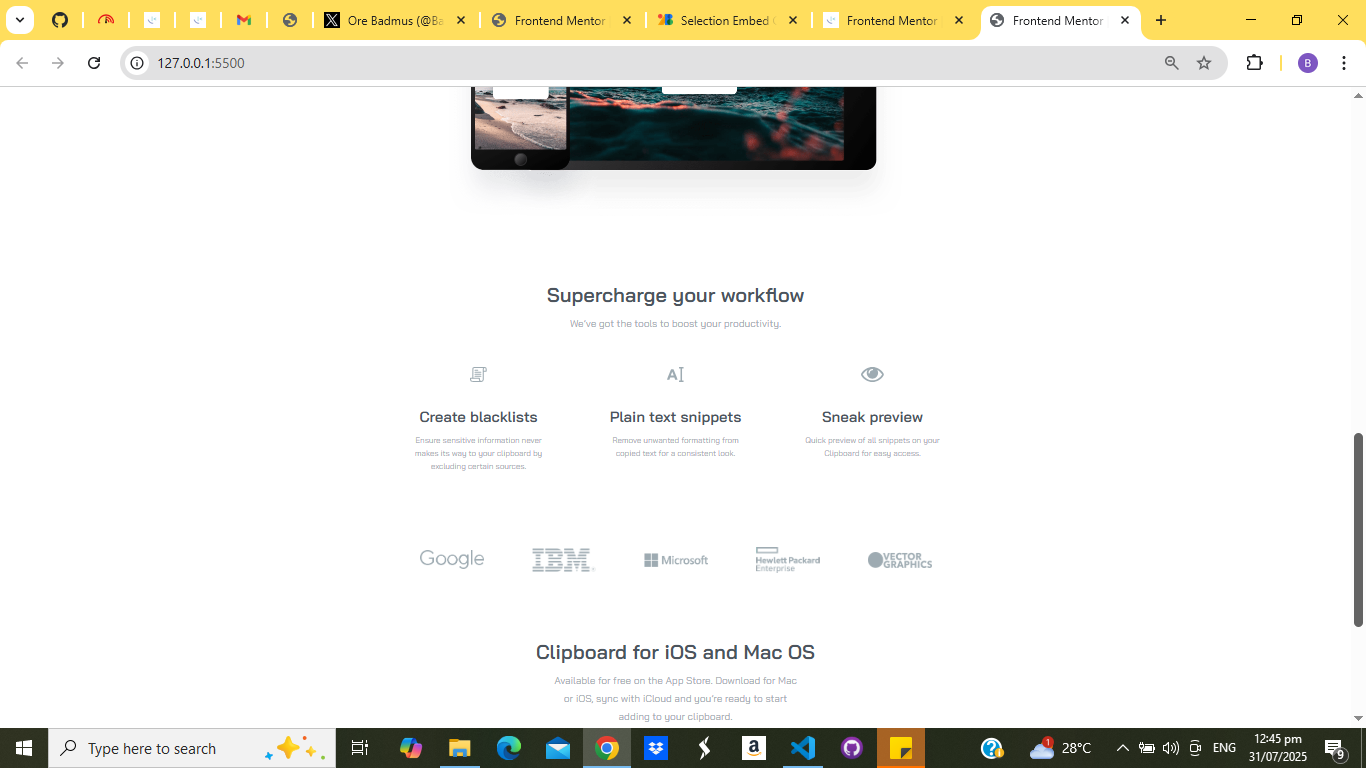 Ore Badmus (@Ba
Frontend Mentor
Selection Embed
Frontend Mentor
Frontend Mentor
127.0.0.1:5500
B
Supercharge your workflow
We've got the tools to boost your productivity.
AI
Create blacklists
Ensure sensitive information never
makes its way to your clipboard by
excluding certain sources.
Plain text snippets
Remove unwanted formatting from
copied text for a consistent look.
Sneak preview
Quick preview of all snippets on your
Clipboard for easy access.
Google
IBM
Microsoft
Hewlett Packard
Enterprise
VECTOR
GRAPHICS
Clipboard for iOS and Mac OS
Available for free on the App Store. Download for Mac
or iOS, sync with iCloud and you're ready to start
adding to your clipboard.
Type here to search
1
28°C
ENG
12:45 pm
31/07/2025
9